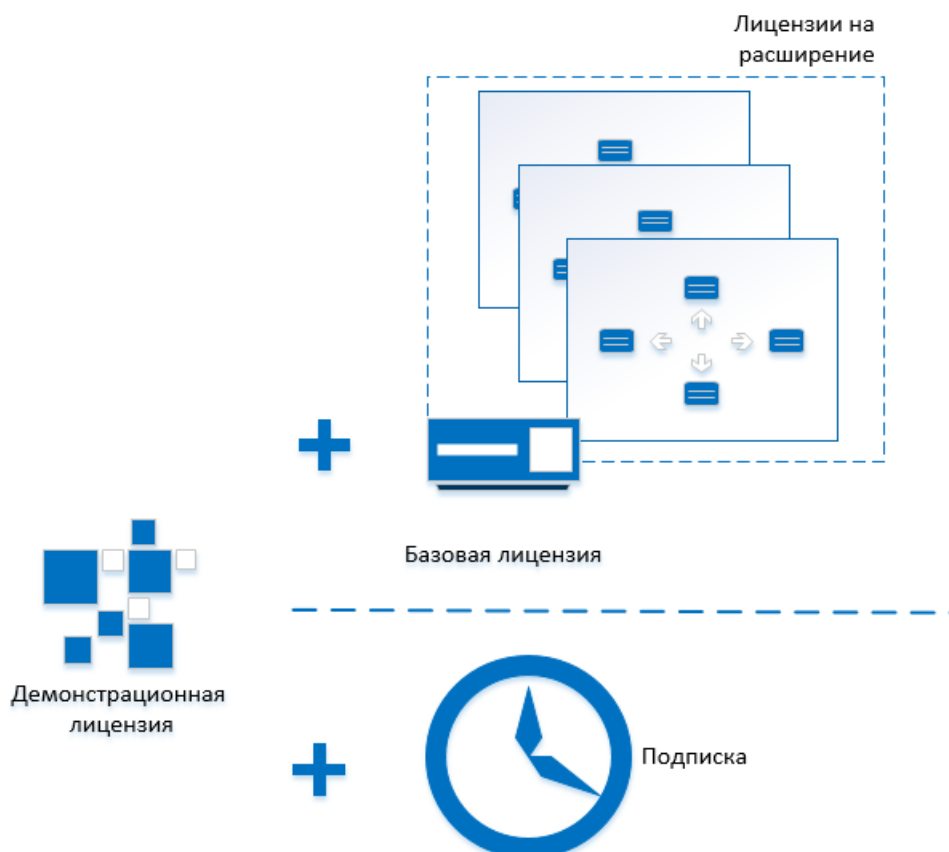 Лицензии на
расширение
Базовая лицензия
Демонстрационная
лицензия
Подписка